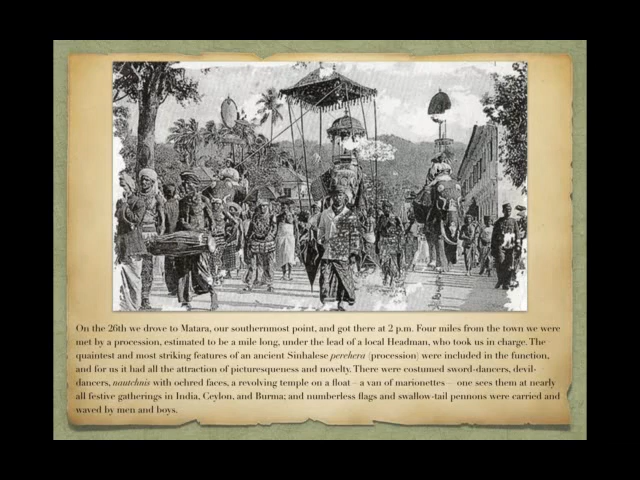 On the 26th we drove to Matara, our southernmost point, and got there at 2 p.m. Four miles from the town we were
met by a procession, estimated to be a mile long, under the lead of a local Headman, who took us in charge. The
quaintest and most striking features of an ancient Sinhalese perehera (procession) were included in the function,
and for us it had all the attraction of picturesqueness and novelty. There were costumed sword-dancers, devil-
dancers, nautchnis with ochred faces, a revolving temple on a float – a van of marionettes — one sees them at nearly
all festive gatherings in India, Ceylon, and Burma; and numberless flags and swallow-tail pennons were carried and
waved by men and boys.